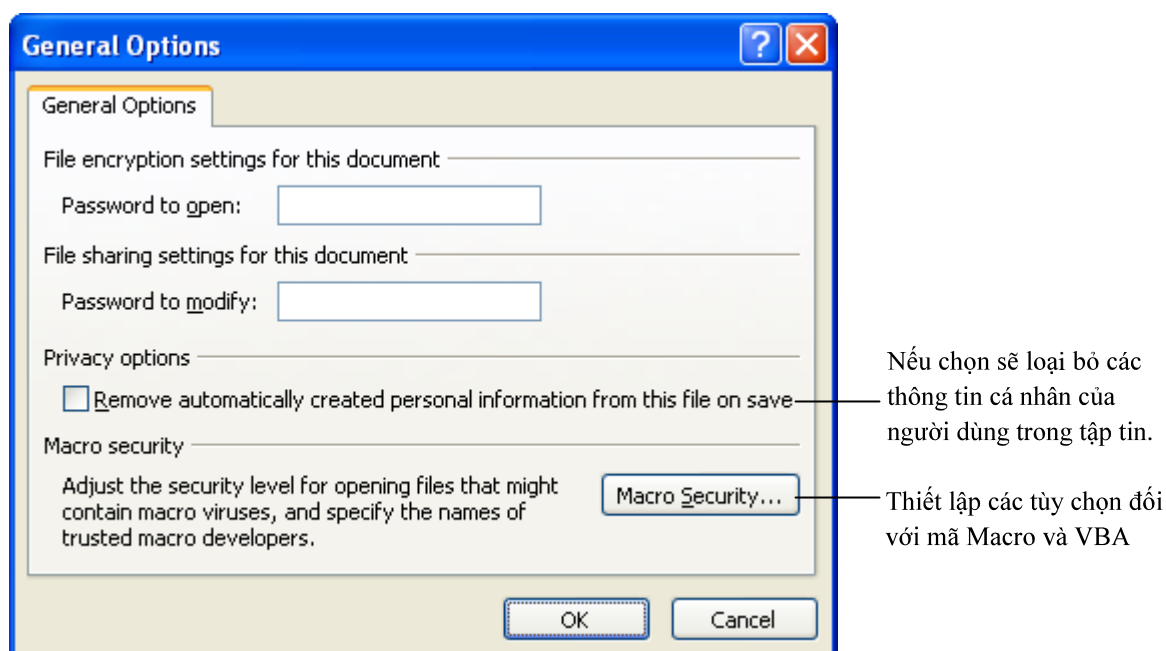 General Options
General Options
File encryption settings for this document
Password to open:
File sharing settings for this document
Password to modify:
Privacy options
Remove automatically created personal information from this file on save
Macro security
Adjust the security level for opening files that might
contain macro viruses, and specify the names of
trusted macro developers.
Macro Security...
OK
Cancel
Nếu chọn sẽ loại bỏ các
thông tin cá nhân của
người dùng trong tập tin.
Thiết lập các tùy chọn đối
với mã Macro và VBA